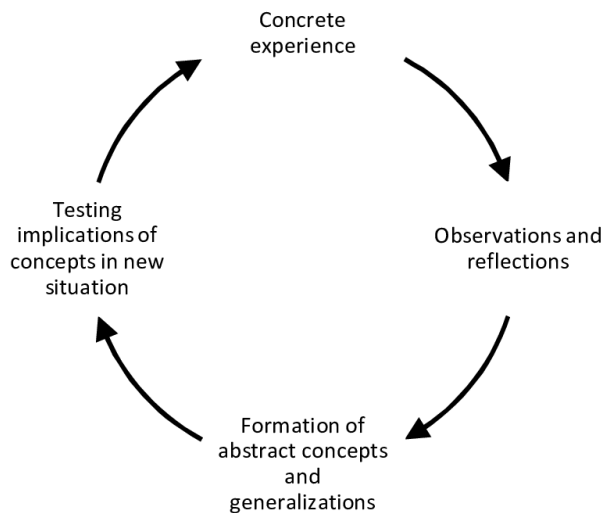 Concrete
experience
Observations and
reflections
Formation of
abstract concepts
and
generalizations
Testing
implications of
concepts in new
situation